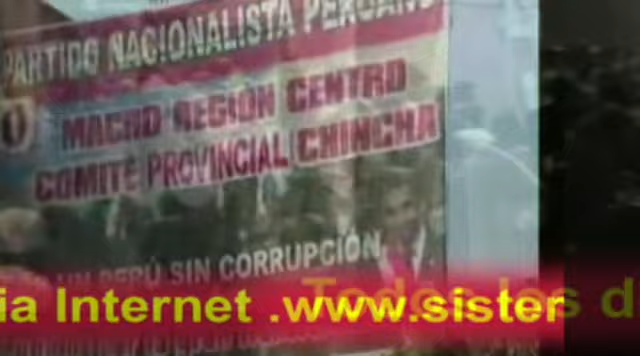 PARTIDO NACIONALISTA PERUANO
MACRO REGIÓN CENTRO
COMITÉ PROVINCIAL CHINCHA
UN PERÚ SIN CORRUPCIÓN
ia Internet .www.sister